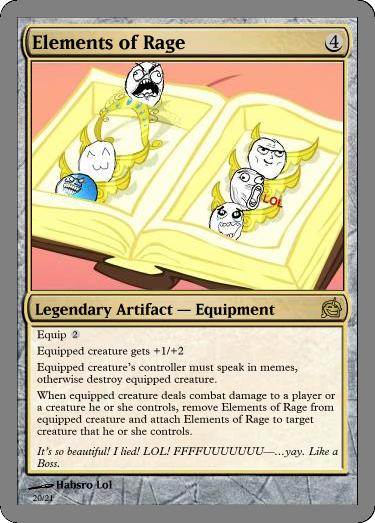 Elements of Rage 4
LOL
Legendary Artifact — Equipment
Equip 2
Equipped creature gets +1/+2
Equipped creature's controller must speak in memes,
otherwise destroy equipped creature.
When equipped creature deals combat damage to a player or
a creature he or she controls, remove Elements of Rage from
equipped creature and attach Elements of Rage to target
creature that he or she controls.
It's so beautiful! I lied! LOL! FFFFUUUUUUU—...yay. Like a
Boss.
Habsro Lol
20/21